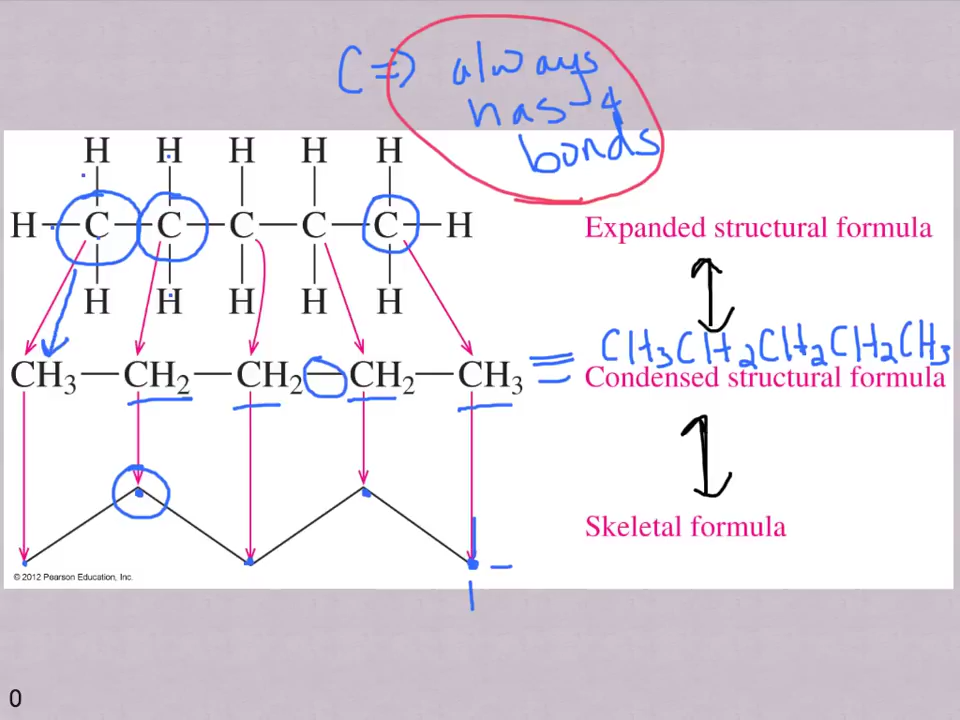 C ⇒ always
has 4
bonds
H H H H H
H—C—C—C—C—C—H
H H H H H
Expanded structural formula
CH₃CH₂CH₂CH₂CH₃
CH₃—CH₂—CH₂—CH₂—CH₃ =
Condensed structural formula
Skeletal formula
© 2012 Pearson Education, Inc.
0